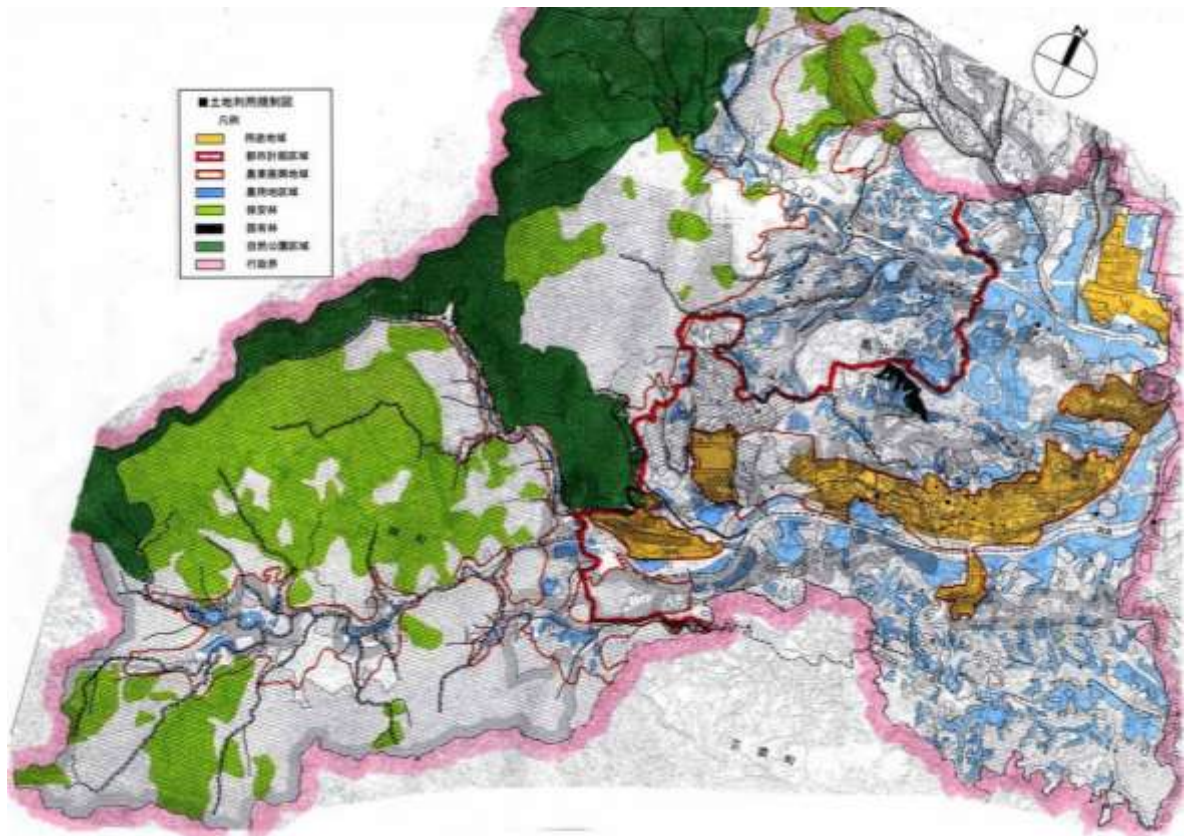 ■土地利用規制図
凡例
用途地域
都市計画区域
農業振興地域
農用地区域
保安林
国有林
自然公園区域
行政界
N